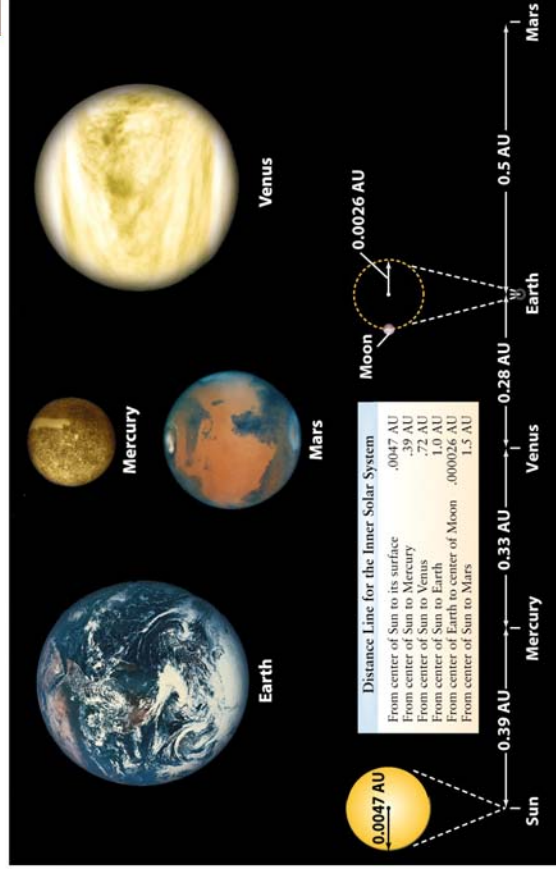 Earth
Mercury
Mars
Venus
0.0047 AU
Distance Line for the Inner Solar System
From center of Sun to its surface .0047 AU
From center of Sun to Mercury .39 AU
From center of Sun to Venus .72 AU
From center of Sun to Earth 1.0 AU
From center of Earth to center of Moon .000026 AU
From center of Sun to Mars 1.5 AU
Moon
0.0026 AU
0.39 AU
0.33 AU
0.28 AU
0.5 AU
Sun
Mercury
Venus
Earth
Mars